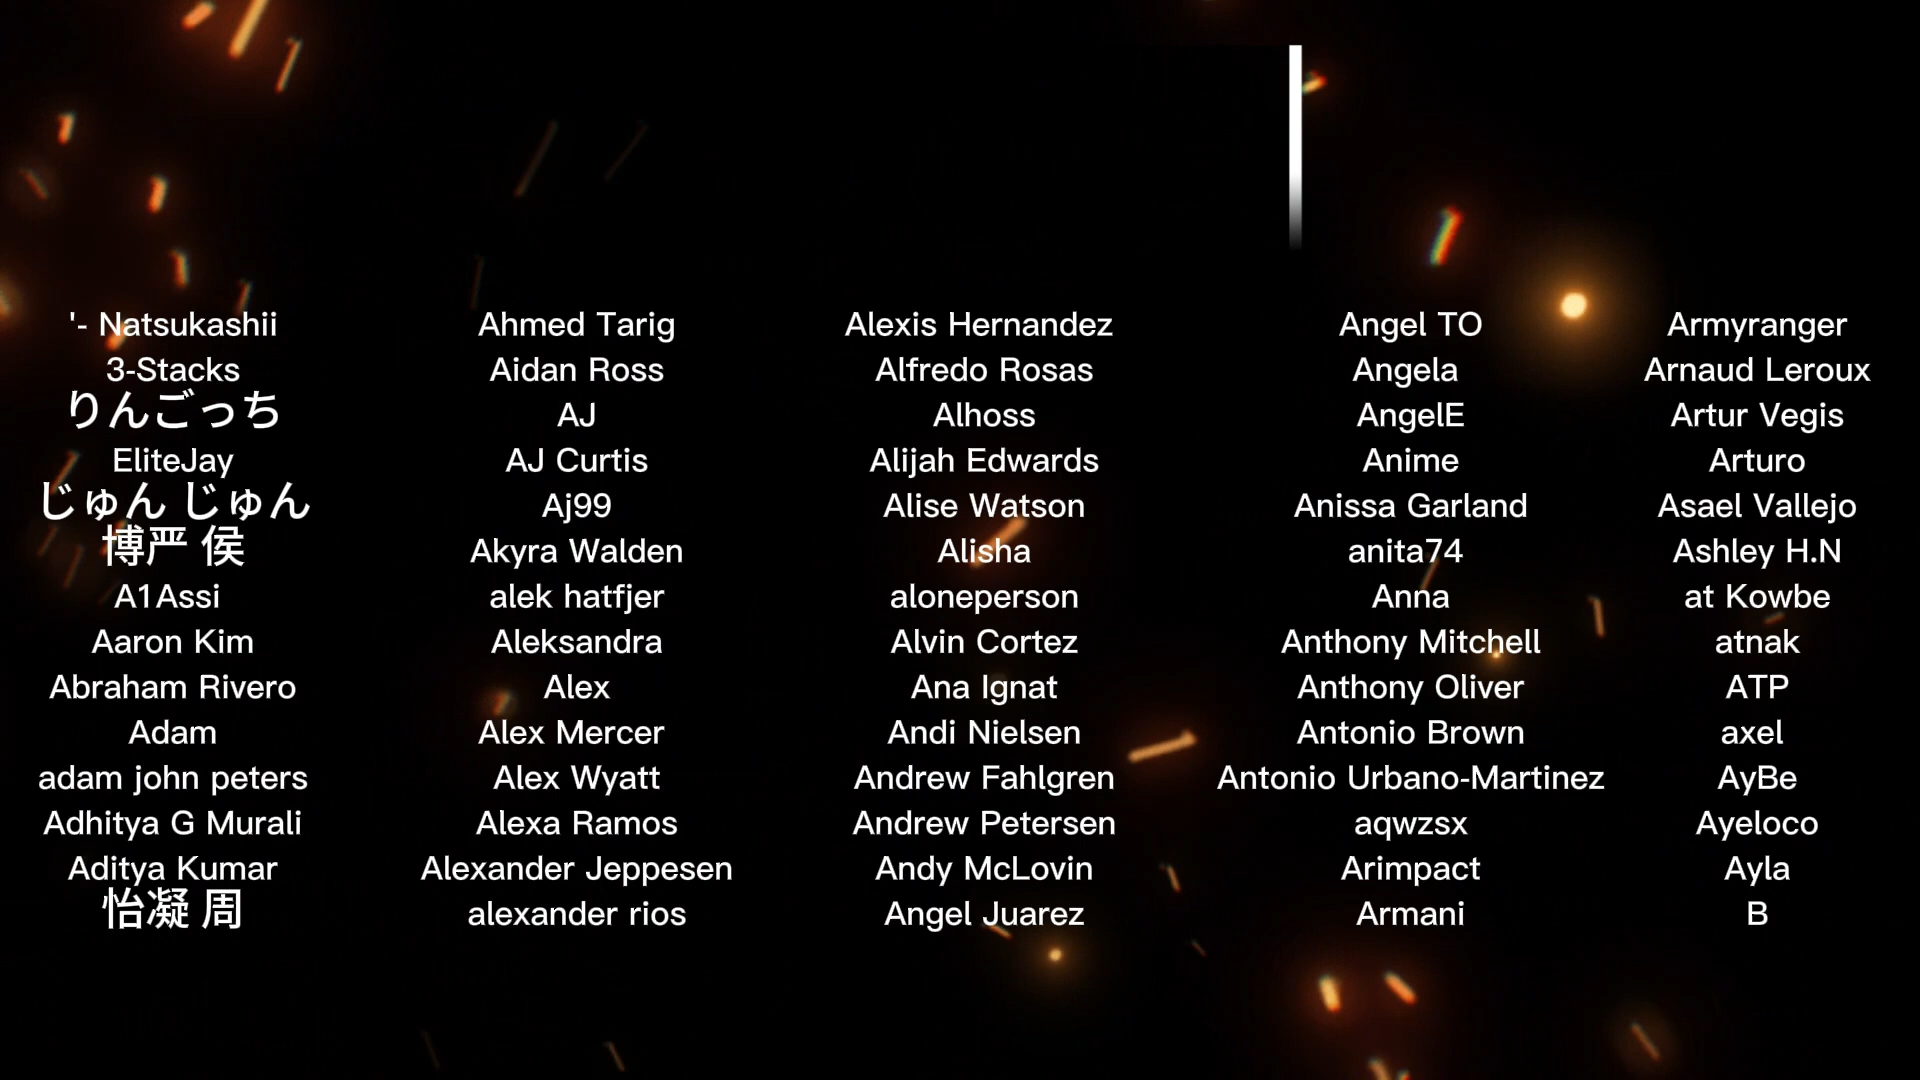 '- Natsukashii
3-Stacks
りんごっち
EliteJay
じゅん じゅん
博严 侯
A1Assi
Aaron Kim
Abraham Rivero
Adam
adam john peters
Adhitya G Murali
Aditya Kumar
怡凝 周
Ahmed Tarig
Aidan Ross
AJ
AJ Curtis
Aj99
Akyra Walden
alek hatfjer
Aleksandra
Alex
Alex Mercer
Alex Wyatt
Alexa Ramos
Alexander Jeppesen
alexander rios
Alexis Hernandez
Alfredo Rosas
Alhoss
Alijah Edwards
Alise Watson
Alisha
aloneperson
Alvin Cortez
Ana Ignat
Andi Nielsen
Andrew Fahlgren
Andrew Petersen
Andy McLovin
Angel Juarez
Angel TO
Angela
AngelE
Anime
Anissa Garland
anita74
Anna
Anthony Mitchell
Anthony Oliver
Antonio Brown
Antonio Urbano-Martinez
aqwzsx
Arimpact
Armani
Armyranger
Arnaud Leroux
Artur Vegis
Arturo
Asael Vallejo
Ashley H.N
at Kowbe
atnak
ATP
axel
AyBe
Ayeloco
Ayla
B